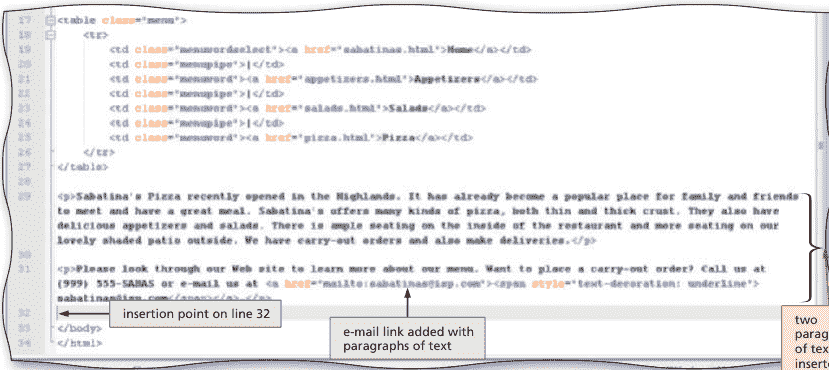 17 <table class="menu">
18 <tr>
19 <td class="menuwordselect"><a href="sabatinas.html">Home</a></td>
20 <td class="menupipe">|</td>
21 <td class="menuword"><a href="appetizers.html">Appetizers</a></td>
22 <td class="menupipe">|</td>
23 <td class="menuword"><a href="salads.html">Salads</a></td>
24 <td class="menupipe">|</td>
25 <td class="menuword"><a href="pizza.html">Pizza</a></td>
26 </tr>
27 </table>
28
29 <p>Sabatina's Pizza recently opened in the Highlands. It has already become a popular place for family and friends
to meet and have a great meal. Sabatina's offers many kinds of pizza, both thin and thick crust. They also have
delicious appetizers and salads. There is ample seating on the inside of the restaurant and more seating on our
lovely shaded patio outside. We have carry-out orders and also make deliveries.</p>
30
31 <p>Please look through our Web site to learn more about our menu. Want to place a carry-out order? Call us at
(999) 555-SABAS or e-mail us at <a href="mailto:sabatinas@isp.com"><span style="text-decoration: underline">
sabatinas@isp.com</span></a>.</p>
32
insertion point on line 32
33 </body>
34 </html>
e-mail link added with
paragraphs of text
two
parag
of tex
insert